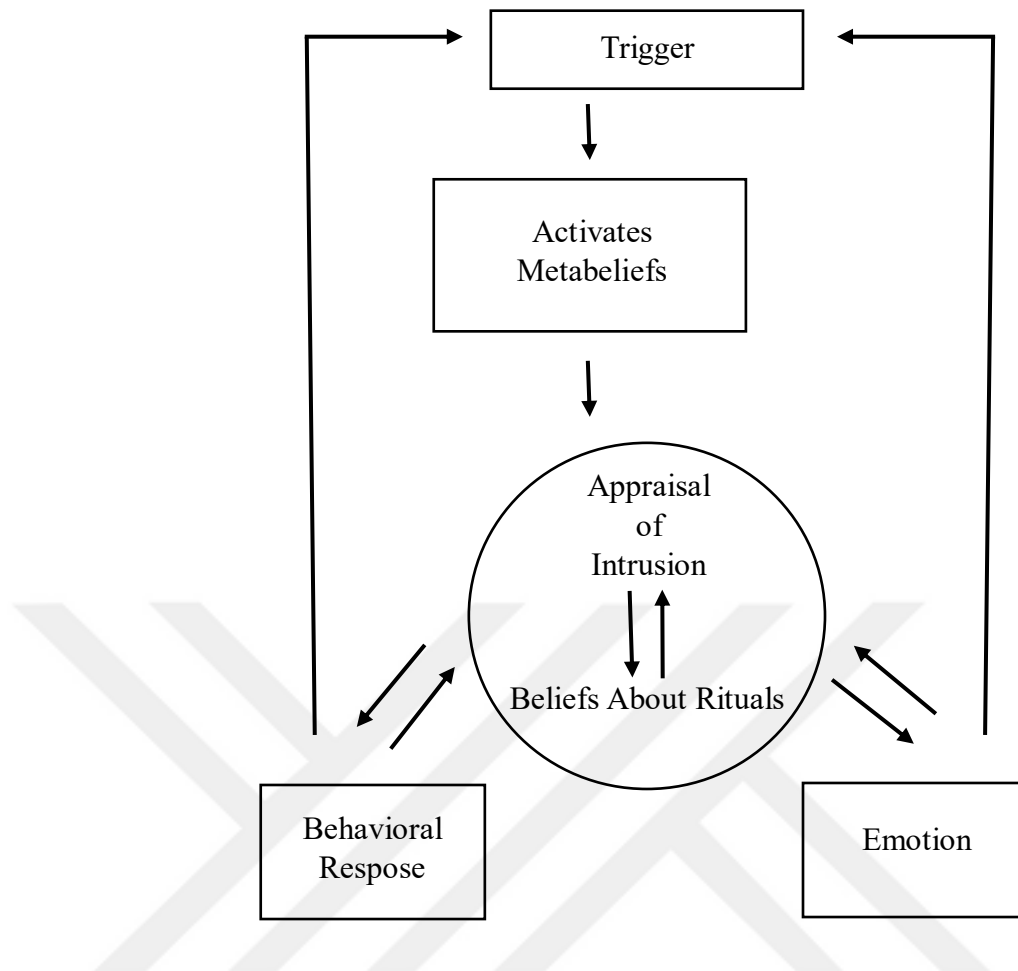 Trigger
Activates
Metabeliefs
Appraisal
of
Intrusion
Beliefs About Rituals
Behavioral
Respose
Emotion